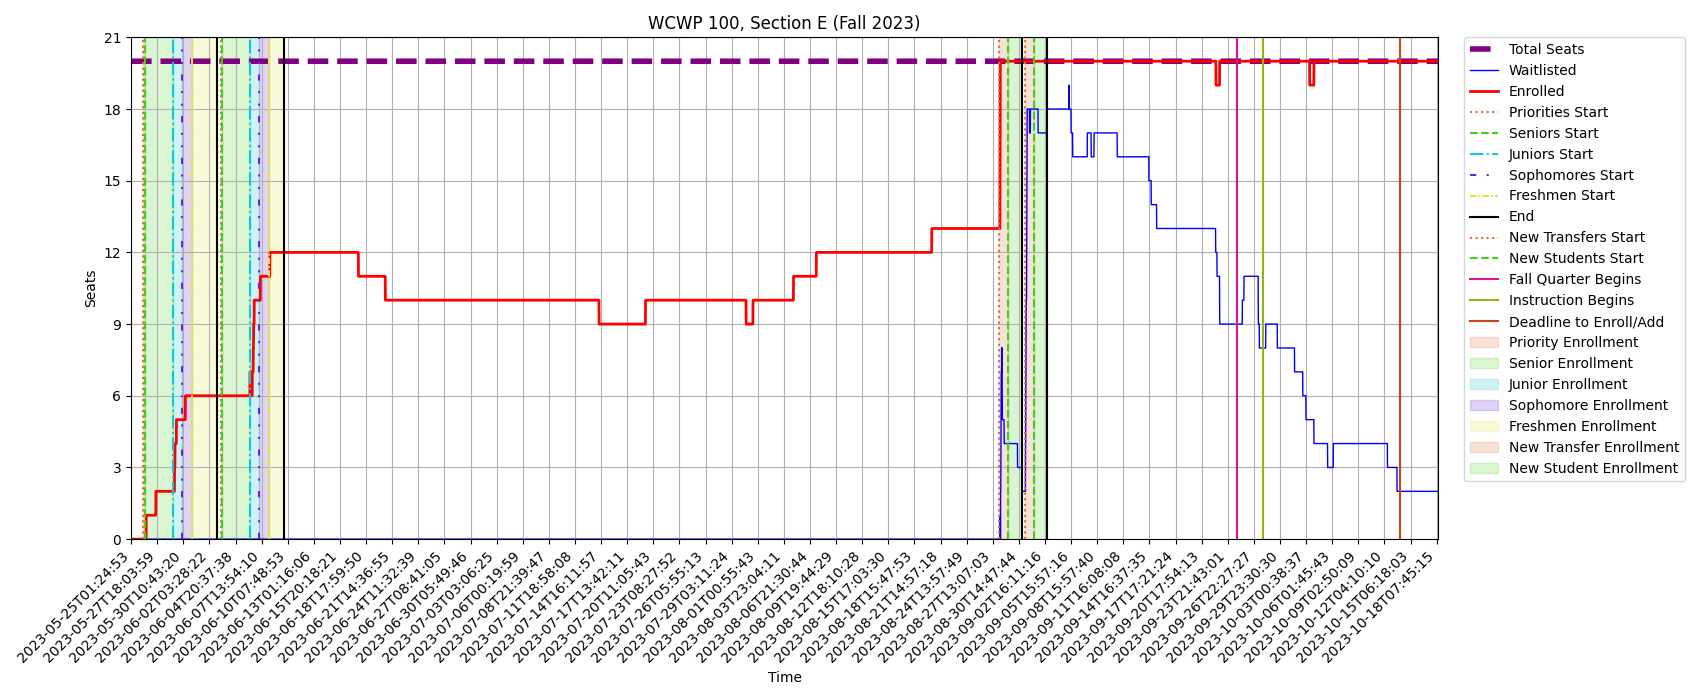 WCWP 100, Section E (Fall 2023)
Seats
21
18
15
12
9
6
3
0
2023-05-25T01:24:53
2023-05-27T18:03:59
2023-05-30T10:43:20
2023-06-02T03:28:22
2023-06-04T20:37:38
2023-06-07T13:54:10
2023-06-10T07:48:53
2023-06-13T01:16:06
2023-06-15T20:18:21
2023-06-18T17:59:50
2023-06-21T14:36:55
2023-06-24T11:32:39
2023-06-27T08:41:05
2023-06-30T05:49:46
2023-07-03T03:06:25
2023-07-06T00:19:59
2023-07-08T21:39:47
2023-07-11T18:58:08
2023-07-14T16:11:57
2023-07-17T13:42:11
2023-07-20T11:05:43
2023-07-23T08:27:52
2023-07-26T05:55:13
2023-07-29T03:11:24
2023-08-01T00:55:43
2023-08-03T23:04:11
2023-08-06T21:30:44
2023-08-09T19:44:29
2023-08-12T18:10:28
2023-08-15T17:03:30
2023-08-18T15:47:53
2023-08-21T14:57:18
2023-08-24T13:57:49
2023-08-27T13:07:03
2023-08-30T14:47:44
2023-09-02T16:11:16
2023-09-05T15:57:16
2023-09-08T15:57:40
2023-09-11T16:08:08
2023-09-14T16:37:35
2023-09-17T17:21:24
2023-09-20T17:54:13
2023-09-23T21:43:01
2023-09-26T22:27:27
2023-09-29T23:30:30
2023-10-03T00:38:37
2023-10-06T01:45:43
2023-10-09T02:50:09
2023-10-12T04:10:16
2023-10-15T06:18:03
2023-10-18T07:45:15
Time
Total Seats
Waitlisted
Enrolled
Priorities Start
Seniors Start
Juniors Start
Sophomores Start
Freshmen Start
End
New Transfers Start
New Students Start
Fall Quarter Begins
Instruction Begins
Deadline to Enroll/Add
Priority Enrollment
Senior Enrollment
Junior Enrollment
Sophomore Enrollment
Freshmen Enrollment
New Transfer Enrollment
New Student Enrollment